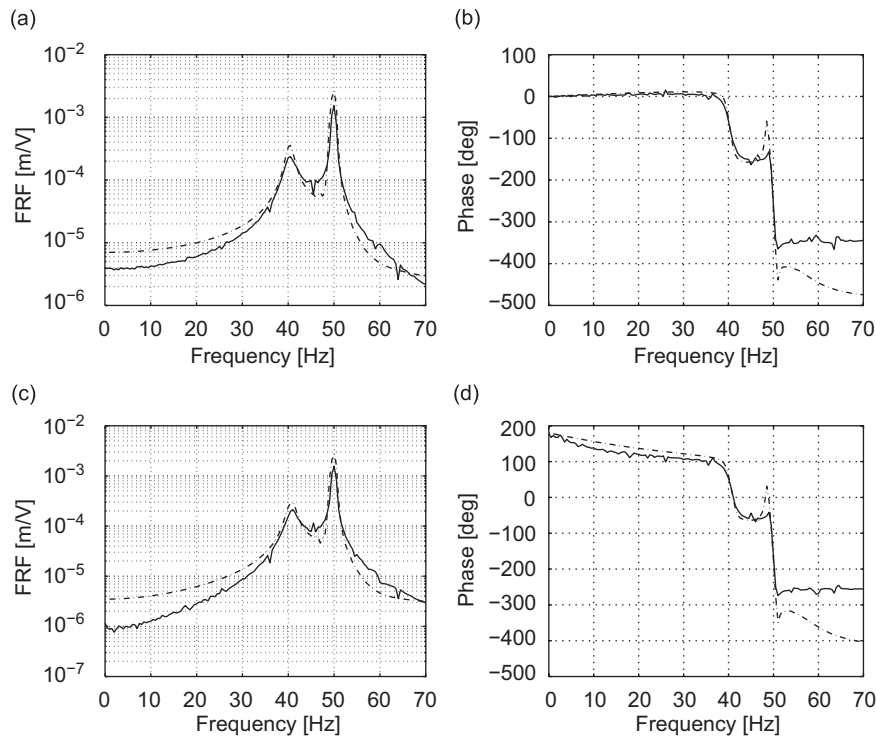 (a)
10⁻²
10⁻³
10⁻⁴
10⁻⁵
10⁻⁶
FRF [m/V]
0 10 20 30 40 50 60 70
Frequency [Hz]
(b)
100
0
−100
−200
−300
−400
−500
Phase [deg]
0 10 20 30 40 50 60 70
Frequency [Hz]
(c)
10⁻²
10⁻³
10⁻⁴
10⁻⁵
10⁻⁶
10⁻⁷
FRF [m/V]
0 10 20 30 40 50 60 70
Frequency [Hz]
(d)
200
100
0
−100
−200
−300
−400
−500
Phase [deg]
0 10 20 30 40 50 60 70
Frequency [Hz]